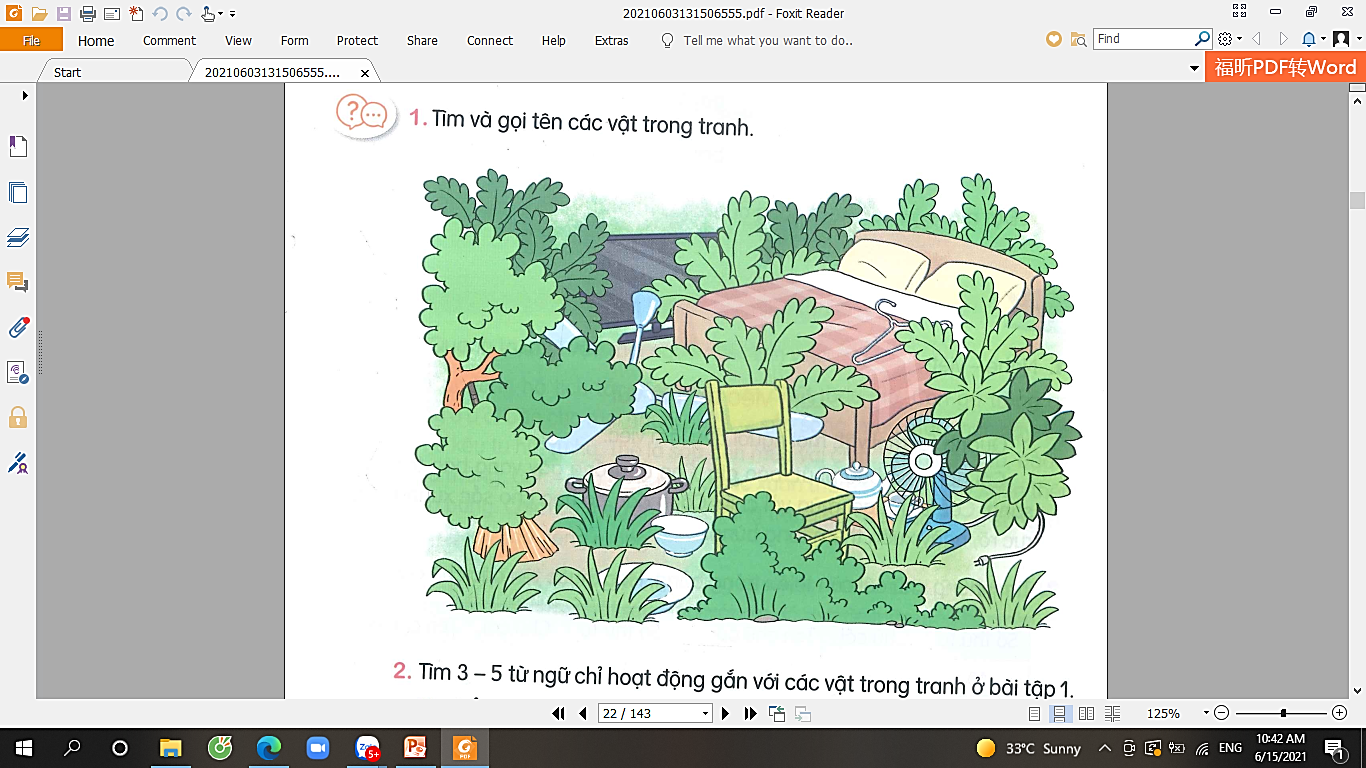 20210603131506555.pdf - Foxit Reader
File Home Comment View Form Protect Share Connect Help Extras Tell me what you want to do.. Find
Start 20210603131506555.... 福昕PDF转Word
1. Tìm và gọi tên các vật trong tranh.
2. Tìm 3 – 5 từ ngữ chỉ hoạt động gắn với các vật trong tranh ở bài tập 1.
22 / 143 125%
33°C Sunny ENG 10:42 AM
6/15/2021